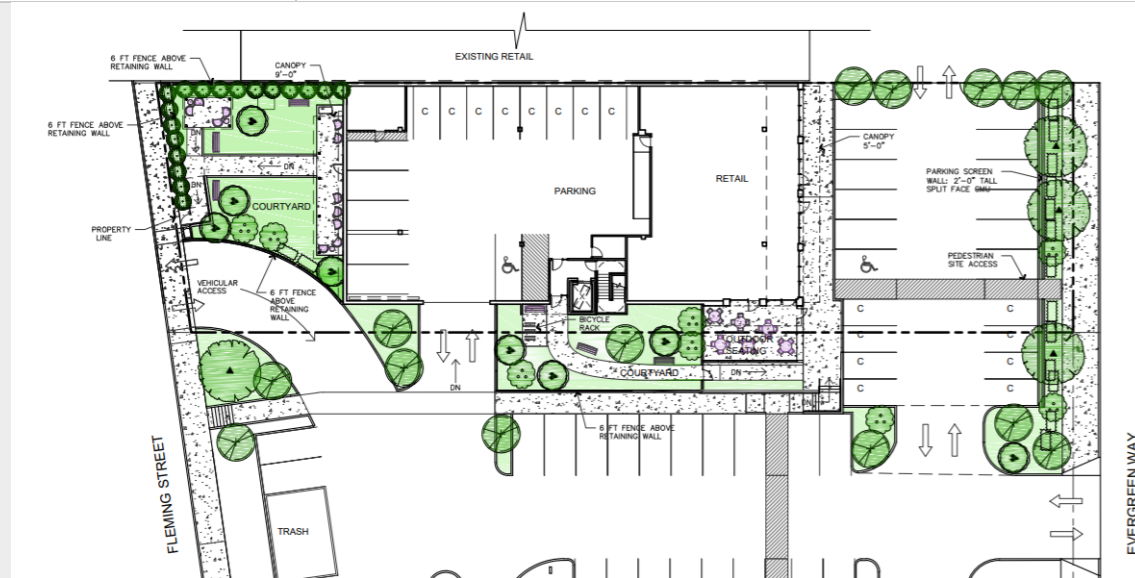 EXISTING RETAIL
6 FT FENCE ABOVE
RETAINING WALL
CANOPY
9'-0"
6 FT FENCE ABOVE
RETAINING WALL
C C C C C C C C
DN
DN
DN
CANOPY
5'-0"
PARKING SCREEN
WALL: 2'-0" TALL
SPLIT FACE CMU
RETAIL
PARKING
COURTYARD
PROPERTY
LINE
PEDESTRIAN
SITE ACCESS
VEHICULAR
ACCESS
6 FT FENCE
ABOVE
RETAINING
WALL
BICYCLE
RACK
OUTDOOR
SEATING
C C
C C
C C
C C
COURTYARD
DN
DN
DN
6 FT FENCE ABOVE
RETAINING WALL
FLEMING STREET
TRASH
EVERGREEN WAY